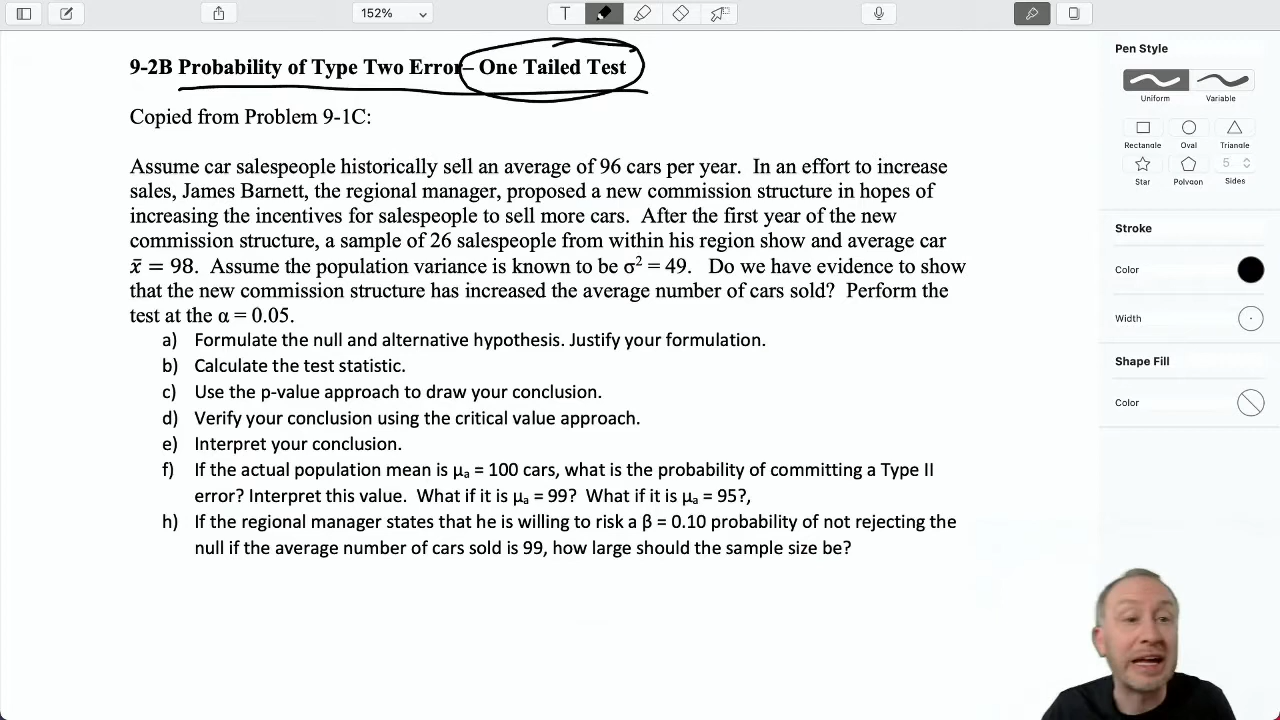 152%
T
9-2B Probability of Type Two Error– One Tailed Test
Copied from Problem 9-1C:
Assume car salespeople historically sell an average of 96 cars per year. In an effort to increase
sales, James Barnett, the regional manager, proposed a new commission structure in hopes of
increasing the incentives for salespeople to sell more cars. After the first year of the new
commission structure, a sample of 26 salespeople from within his region show and average car
x̄ = 98. Assume the population variance is known to be σ² = 49. Do we have evidence to show
that the new commission structure has increased the average number of cars sold? Perform the
test at the α = 0.05.
a) Formulate the null and alternative hypothesis. Justify your formulation.
b) Calculate the test statistic.
c) Use the p-value approach to draw your conclusion.
d) Verify your conclusion using the critical value approach.
e) Interpret your conclusion.
f) If the actual population mean is μₐ = 100 cars, what is the probability of committing a Type II
error? Interpret this value. What if it is μₐ = 99? What if it is μₐ = 95?,
h) If the regional manager states that he is willing to risk a β = 0.10 probability of not rejecting the
null if the average number of cars sold is 99, how large should the sample size be?
Pen Style
Uniform Variable
Rectangle Oval Triangle
5
Star Polygon Sides
Stroke
Color
Width
Shape Fill
Color